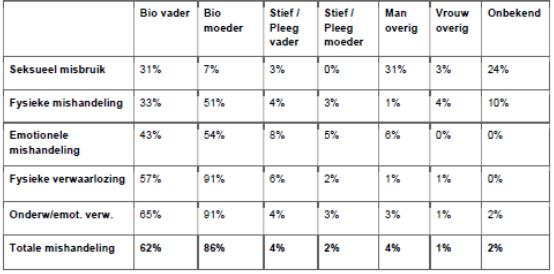 Bio vader Bio moeder Stief / Pleeg vader Stief / Pleeg moeder Man overig Vrouw overig Onbekend
Seksueel misbruik 31% 7% 3% 0% 31% 3% 24%
Fysieke mishandeling 33% 51% 4% 3% 1% 4% 10%
Emotionele mishandeling 43% 54% 8% 5% 6% 0% 0%
Fysieke verwaarlozing 57% 91% 6% 2% 1% 1% 0%
Onderw/emot. verw. 65% 91% 4% 3% 3% 1% 2%
Totale mishandeling 62% 86% 4% 2% 4% 1% 2%